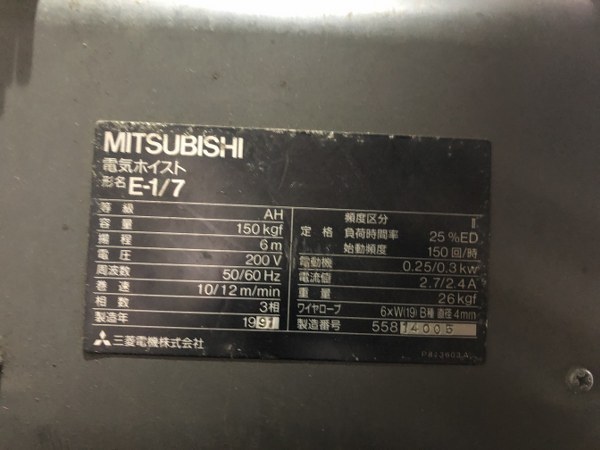 MITSUBISHI
電気ホイスト
形名 E-1/7
等級 AH
容量 150 kgf
揚程 6 m
電圧 200 V
周波数 50/60 Hz
巻速 10/12 m/min
相数 3相
製造年 1991
三菱電機株式会社
頻度区分 I
定格 負荷時間率 25 %ED
始動頻度 150 回/時
電動機 0.25/0.3 kw
電流値 2.7/2.4 A
重量 26 kgf
ワイヤロープ 6×W(19) B種 直径4mm
製造番号 55814006